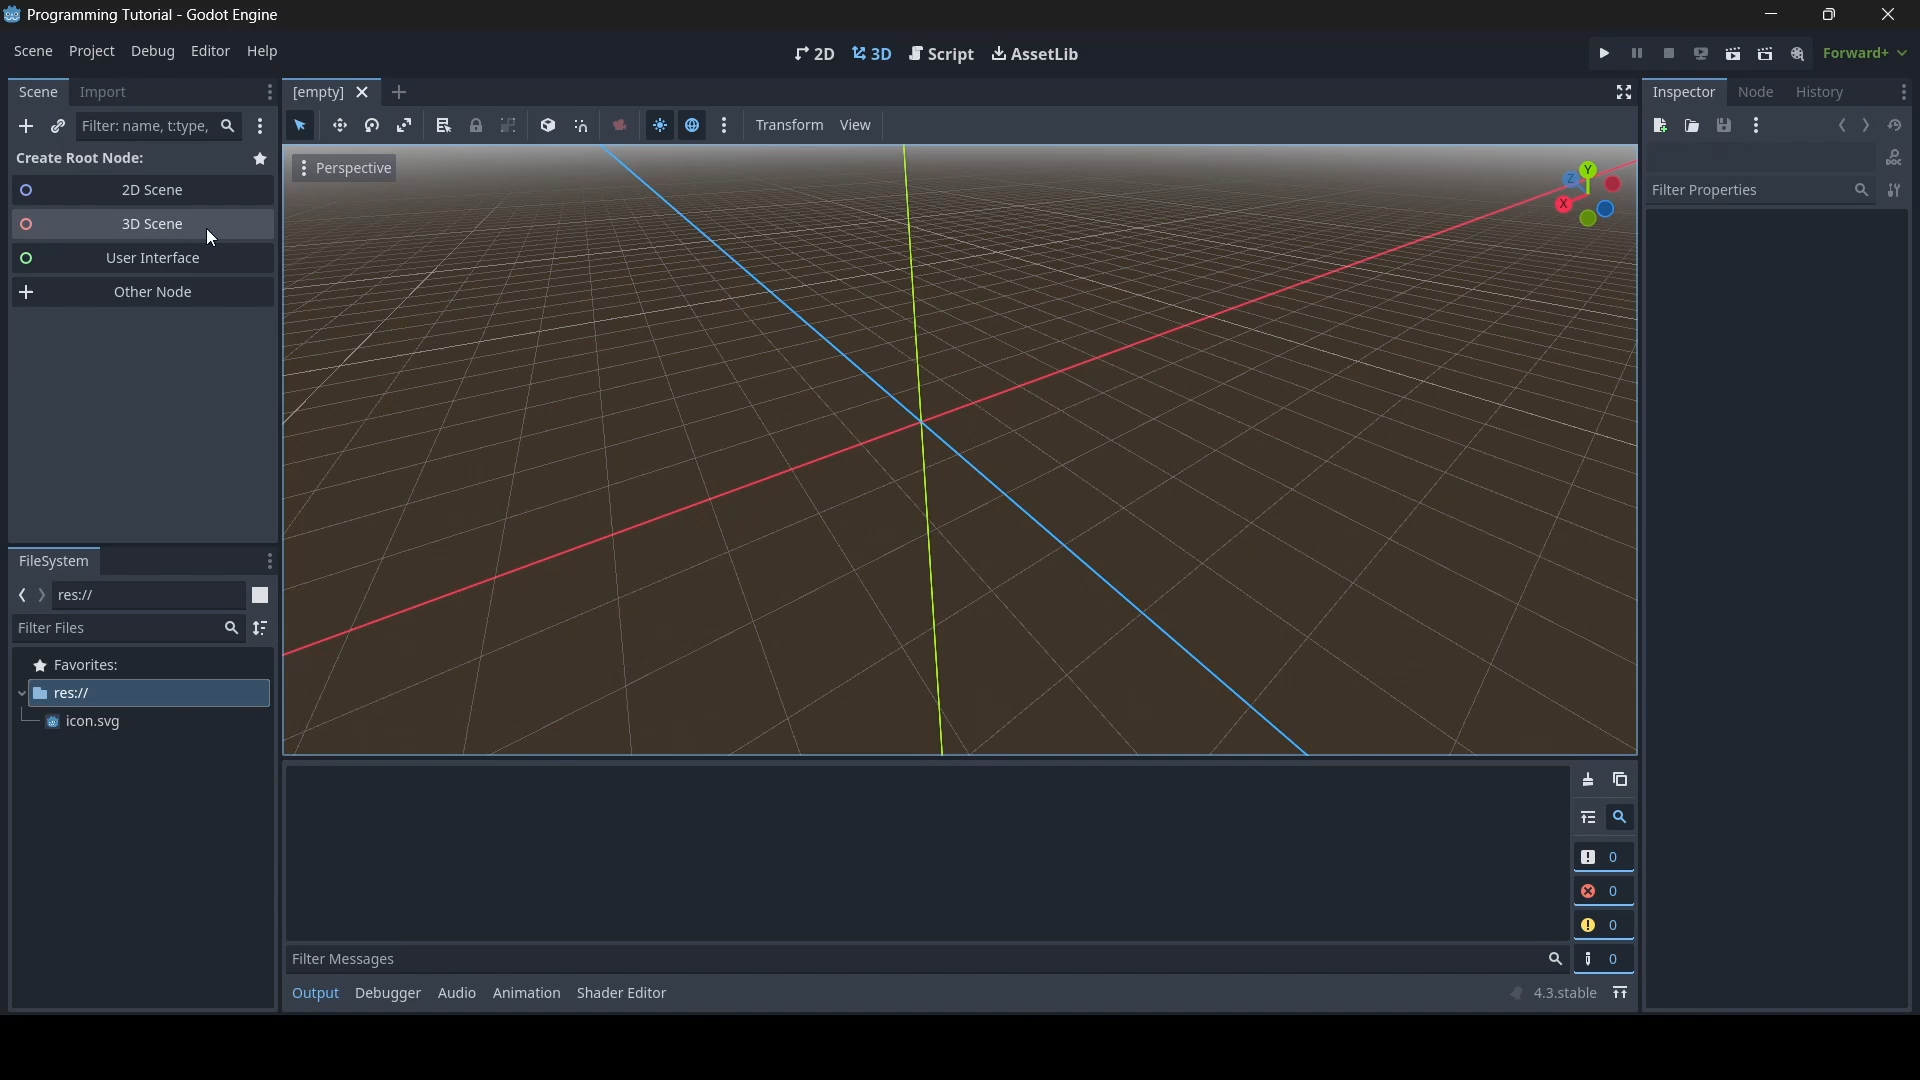 Programming Tutorial - Godot Engine
Scene Project Debug Editor Help
2D 3D Script AssetLib
Forward+
Scene Import
[empty]
Inspector Node History
Filter: name, t:type,
Transform View
Create Root Node:
2D Scene
3D Scene
User Interface
Other Node
Perspective
Y
Z
X
DOC
Filter Properties
FileSystem
res://
Filter Files
Favorites:
res://
icon.svg
0
0
0
0
Filter Messages
Output Debugger Audio Animation Shader Editor
4.3.stable